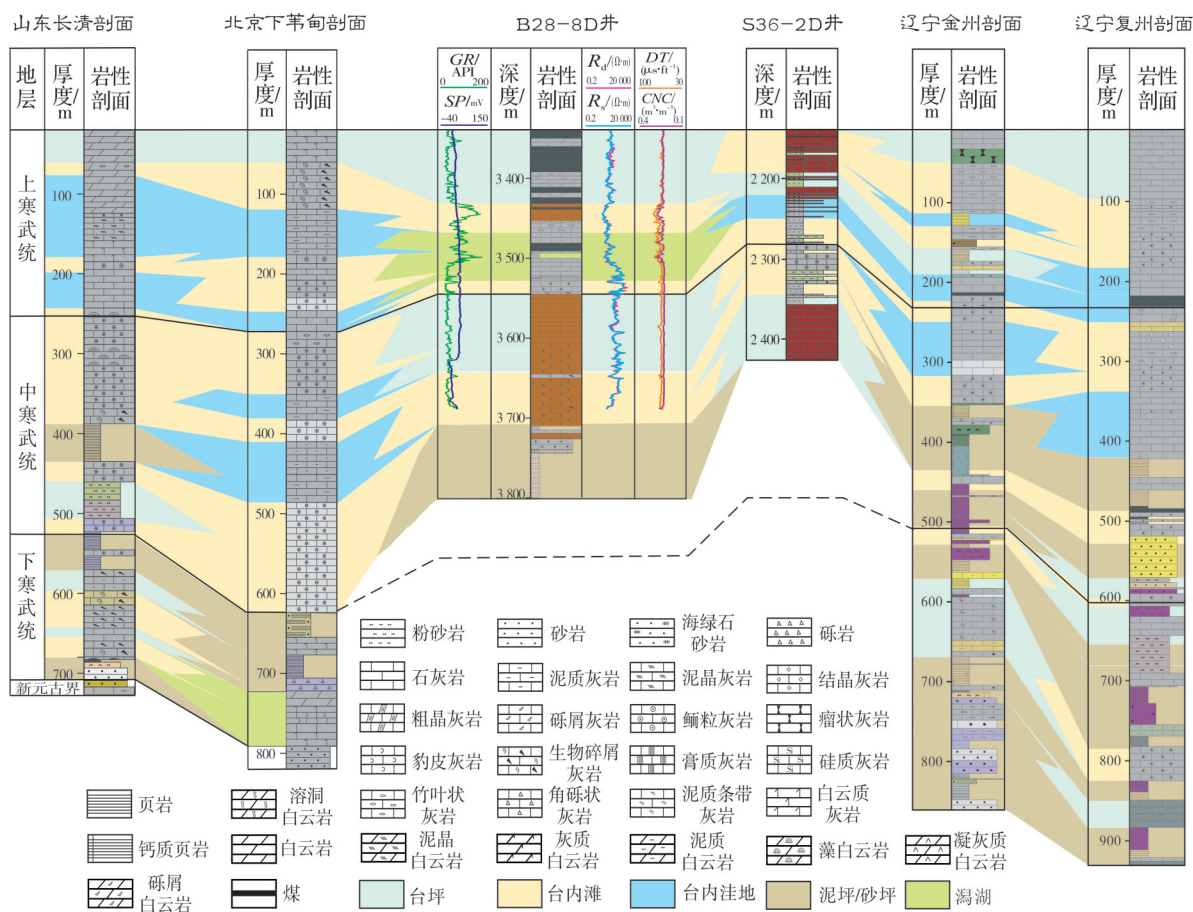 山东长清剖面 北京下苇甸剖面 B28-8D井 S36-2D井 辽宁金州剖面 辽宁复州剖面
地层 厚度/m 岩性剖面
厚度/m 岩性剖面
GR/API
0 200
SP/mV
-40 150
深度/m 岩性剖面
Rd/(Ω·m)
0.2 20 000
Rs/(Ω·m)
0.2 20 000
DT/(μs·ft⁻¹)
100 30
CNC/(m³·m⁻³)
0.4 0.1
深度/m 岩性剖面
厚度/m 岩性剖面
厚度/m 岩性剖面
上寒武统
中寒武统
下寒武统
新元古界
100
200
300
400
500
600
700
100
200
300
400
500
600
700
800
3 400
3 500
3 600
3 700
3 800
2 200
2 300
2 400
100
200
300
400
500
600
700
800
100
200
300
400
500
600
700
800
900
粉砂岩 砂岩 海绿石砂岩 砾岩
石灰岩 泥质灰岩 泥晶灰岩 结晶灰岩
粗晶灰岩 砾屑灰岩 鲕粒灰岩 瘤状灰岩
豹皮灰岩 生物碎屑灰岩 膏质灰岩 硅质灰岩
页岩 溶洞白云岩 竹叶状灰岩 角砾状灰岩 泥质条带灰岩 白云质灰岩
钙质页岩 白云岩 泥晶白云岩 灰质白云岩 泥质白云岩 藻白云岩 凝灰质白云岩
砾屑白云岩 煤 台坪 台内滩 台内洼地 泥坪/砂坪 潟湖